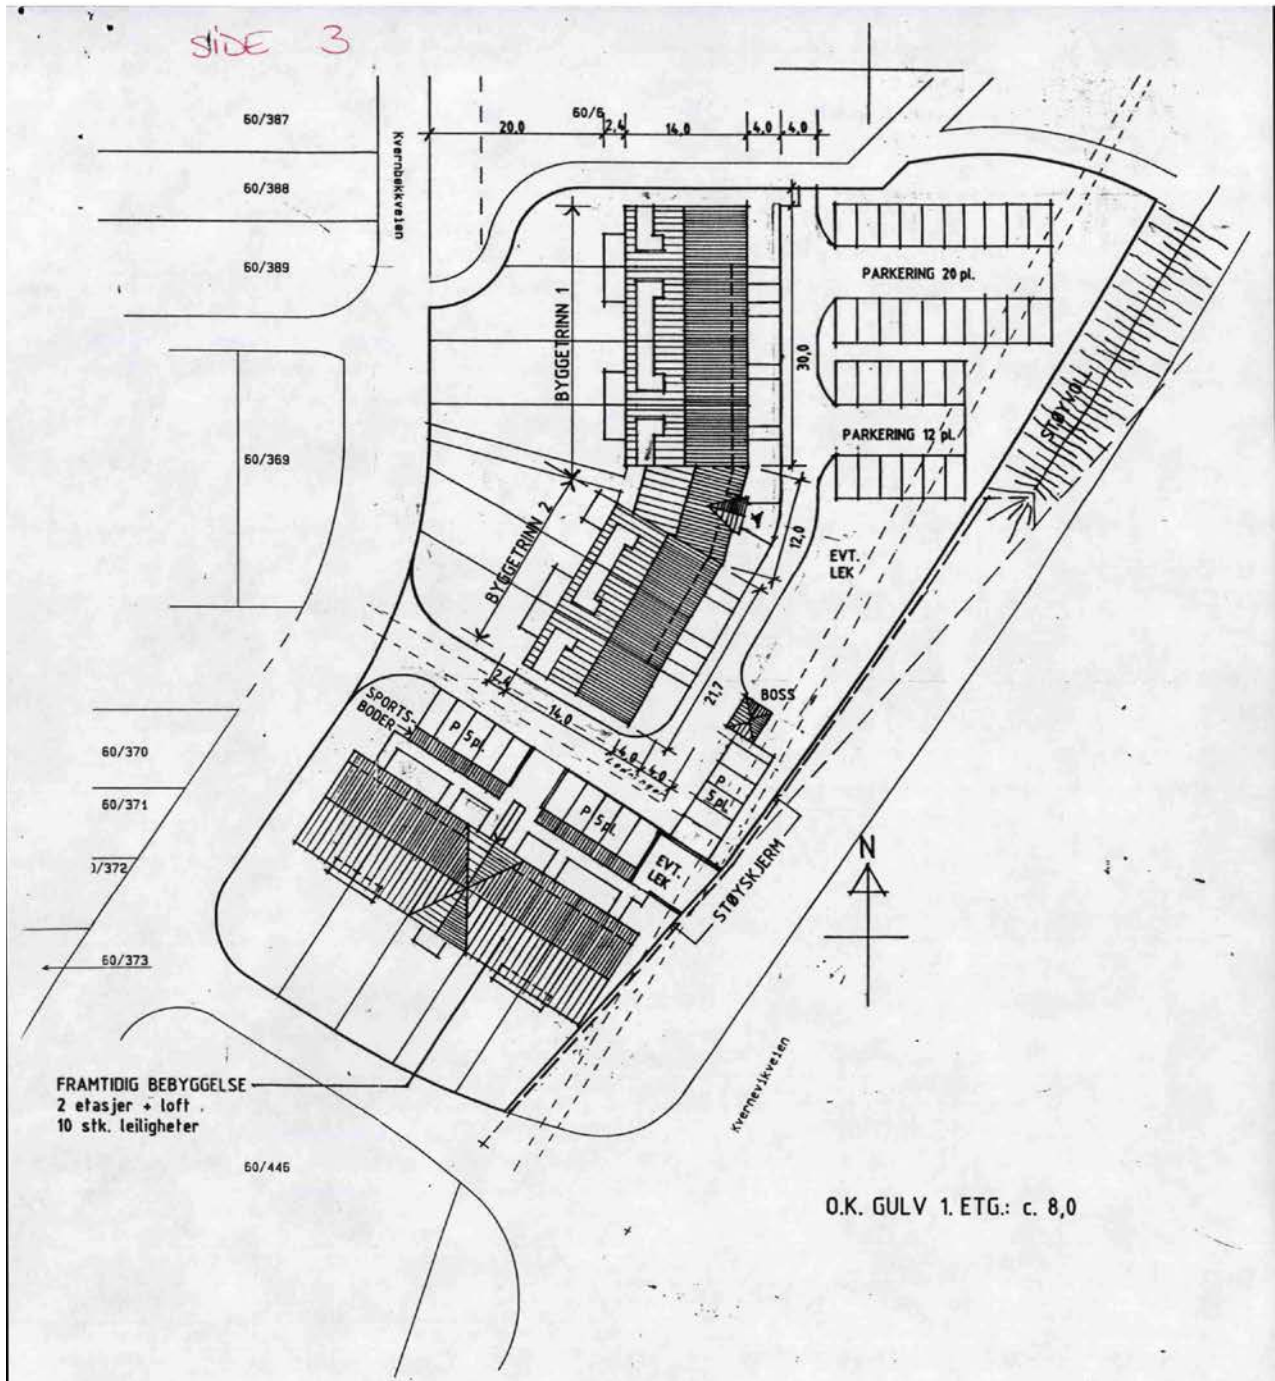 SIDE 3
60/387
60/6
20,0
2,4
14,0
4,0
4,0
Kvernbekkveien
60/388
60/389
PARKERING 20 pl.
BYGGETRINN 1
30,0
STØYVOLL
PARKERING 12 pl.
60/369
BYGGETRINN 2
12,0
EVT.
LEK
2,4
14,0
21,7
BOSS
SPORTS-
BODER
P 5pl.
4,0
4,0
P
5pl.
60/370
60/371
P 5pl.
EVT.
LEK
STØYSKJERM
N
/372
60/373
Kvernevikveien
FRAMTIDIG BEBYGGELSE
2 etasjer + loft
10 stk. leiligheter
60/446
O.K. GULV 1. ETG.: c. 8,0